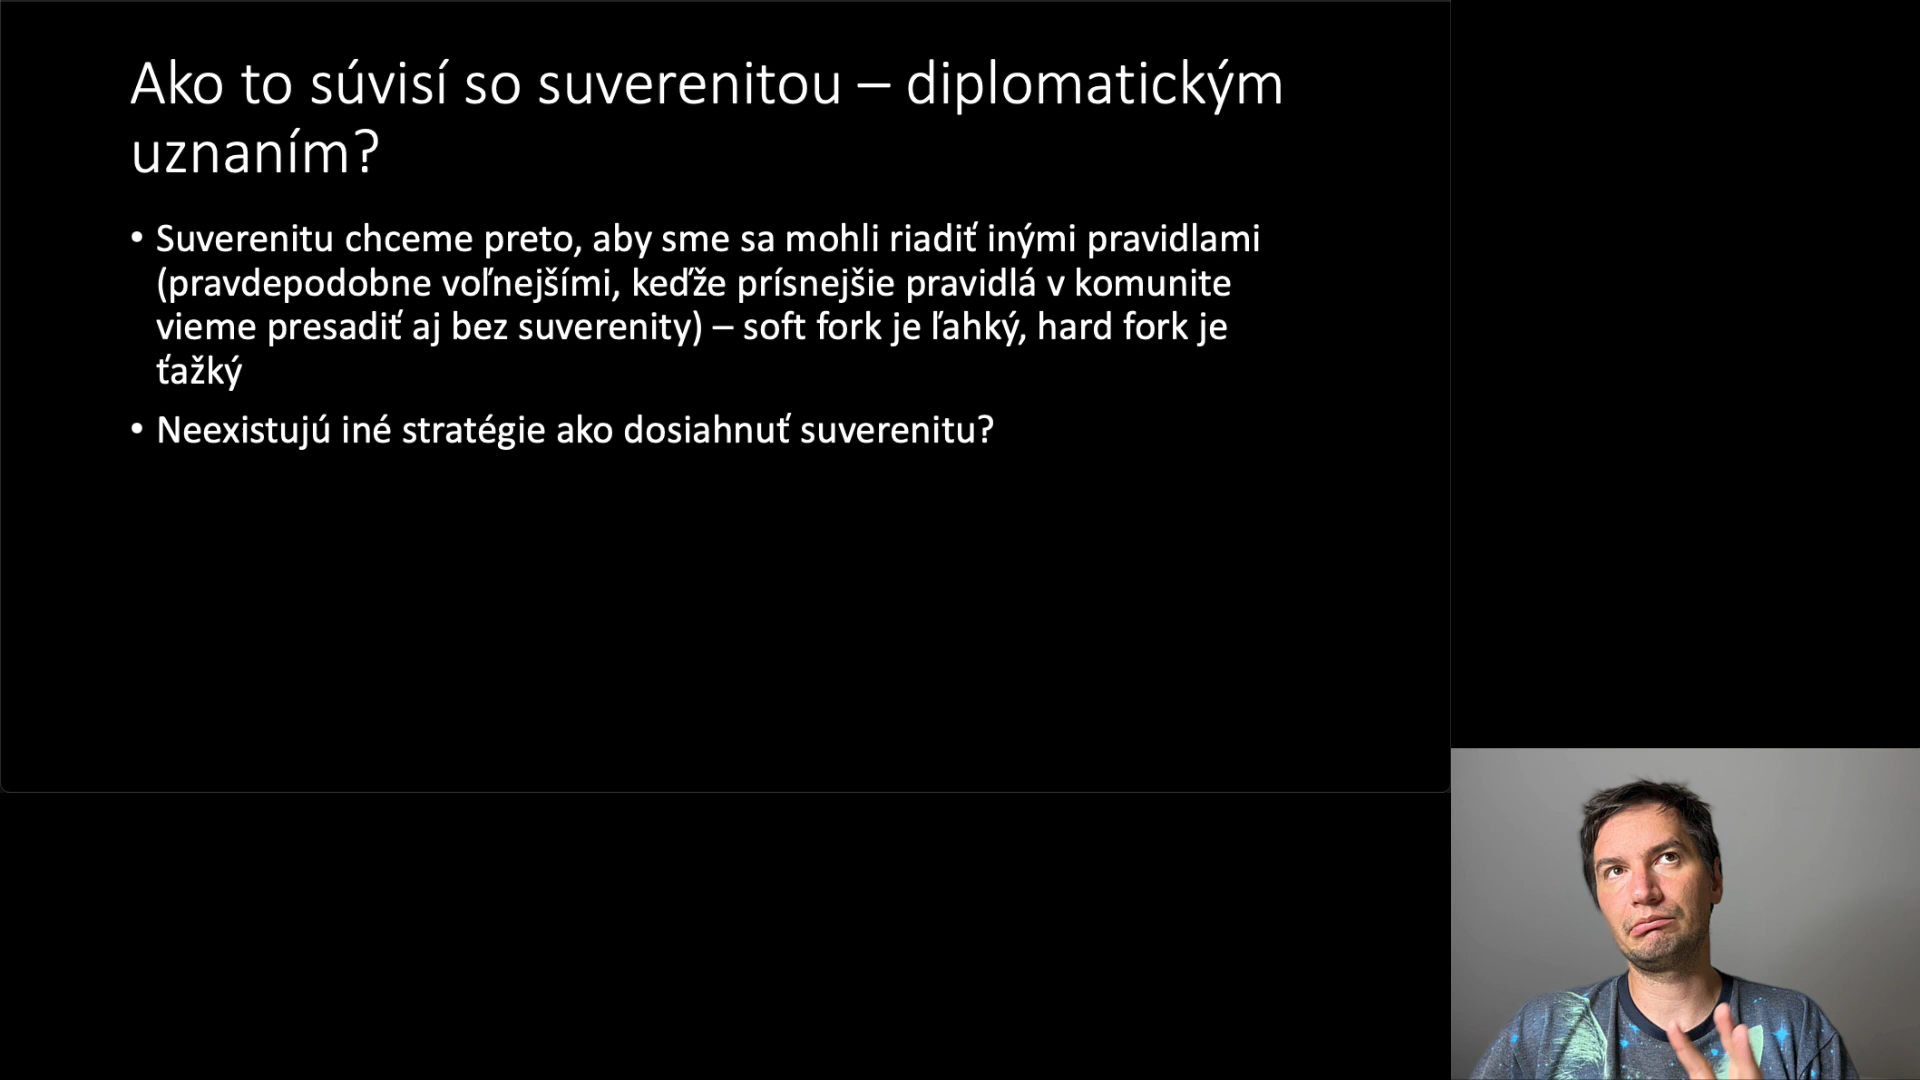 Ako to súvisí so suverenitou – diplomatickým
uznaním?
• Suverenitu chceme preto, aby sme sa mohli riadiť inými pravidlami
(pravdepodobne voľnejšími, keďže prísnejšie pravidlá v komunite
vieme presadiť aj bez suverenity) – soft fork je ľahký, hard fork je
ťažký
• Neexistujú iné stratégie ako dosiahnuť suverenitu?